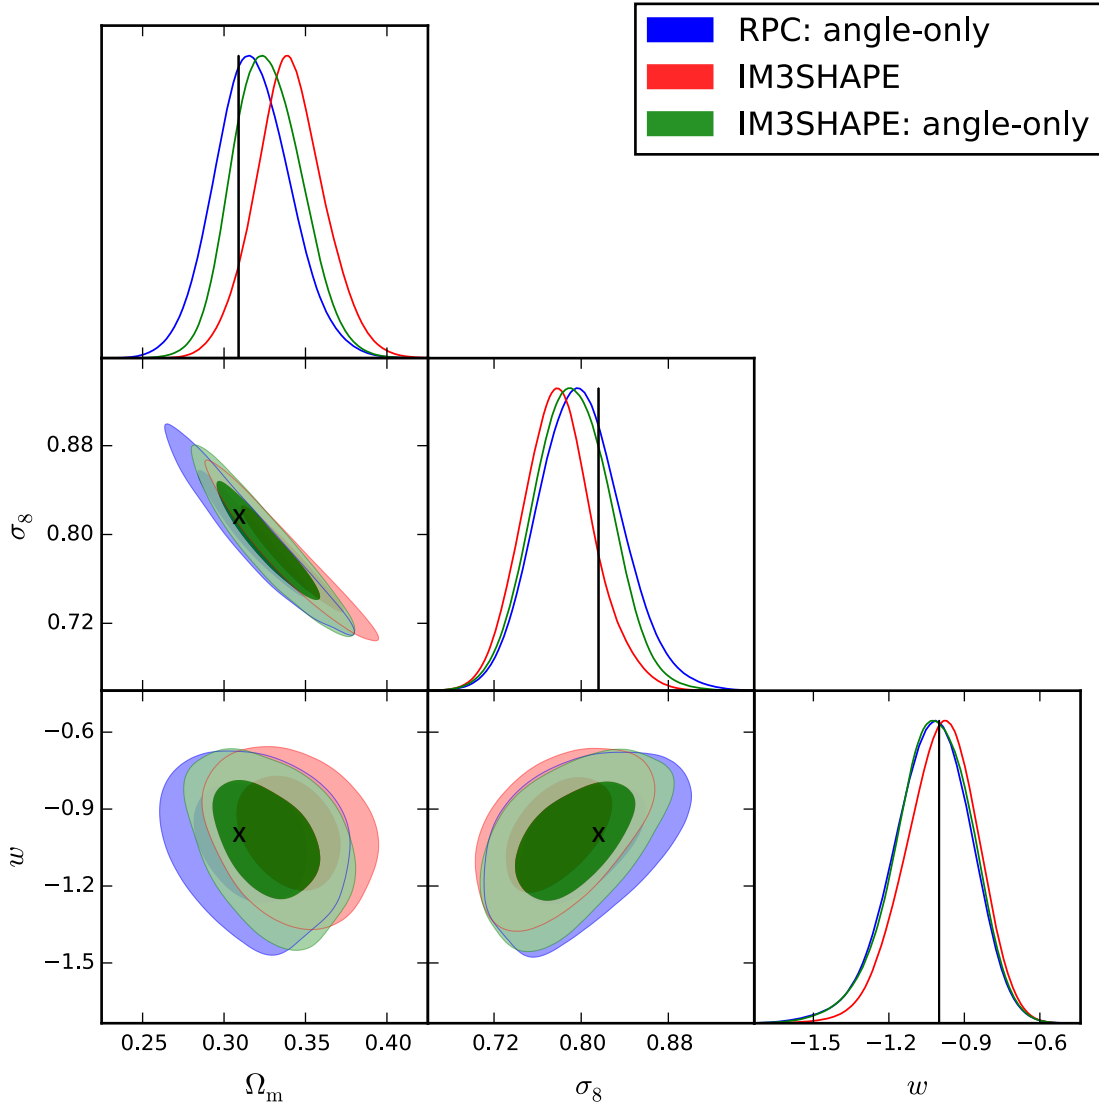 RPC: angle-only
IM3SHAPE
IM3SHAPE: angle-only
0.88
0.80
0.72
σ₈
X
−0.6
−0.9
−1.2
−1.5
w
X
X
0.25 0.30 0.35 0.40
Ωₘ
0.72 0.80 0.88
σ₈
−1.5 −1.2 −0.9 −0.6
w